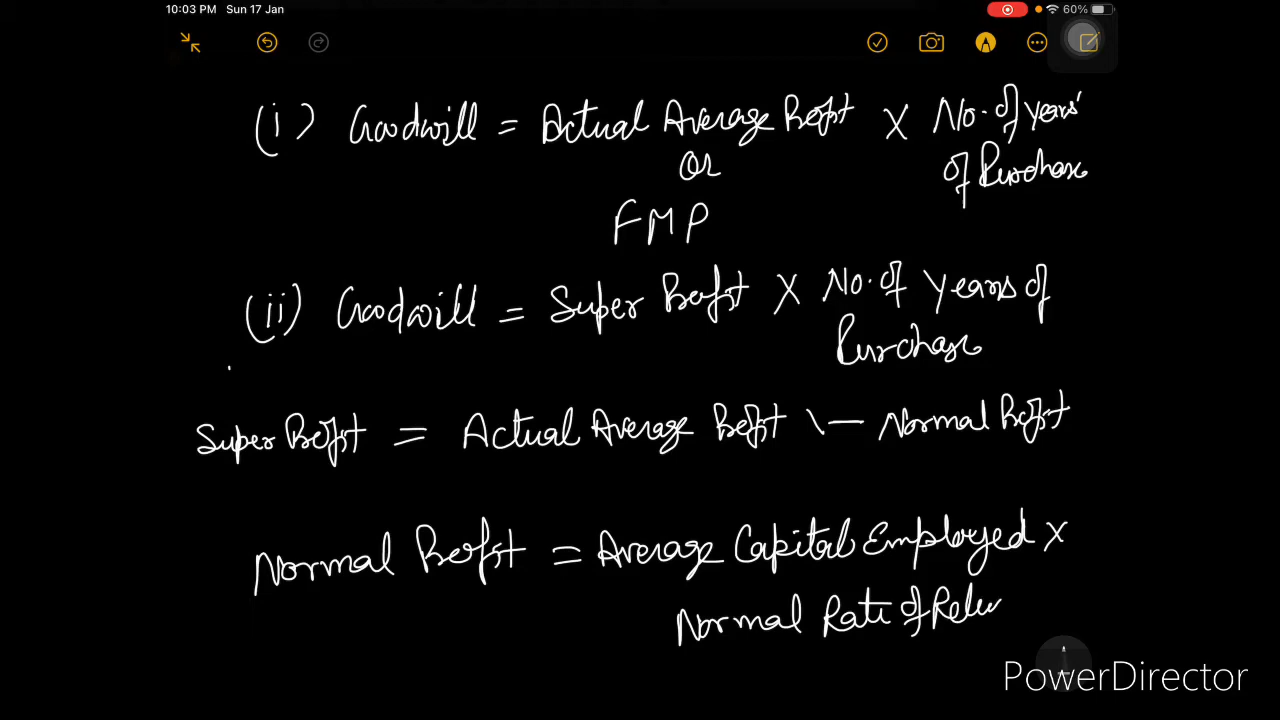 10:03 PM Sun 17 Jan 60%
(i) Goodwill = Actual Average Profit X No. of years'
of Purchase
OR
FMP
(ii) Goodwill = Super Profit X No. of Years of
Purchase
Super Profit = Actual Average Profit \ — Normal Profit
Normal Profit = Average Capital Employed X
Normal Rate of
PowerDirector